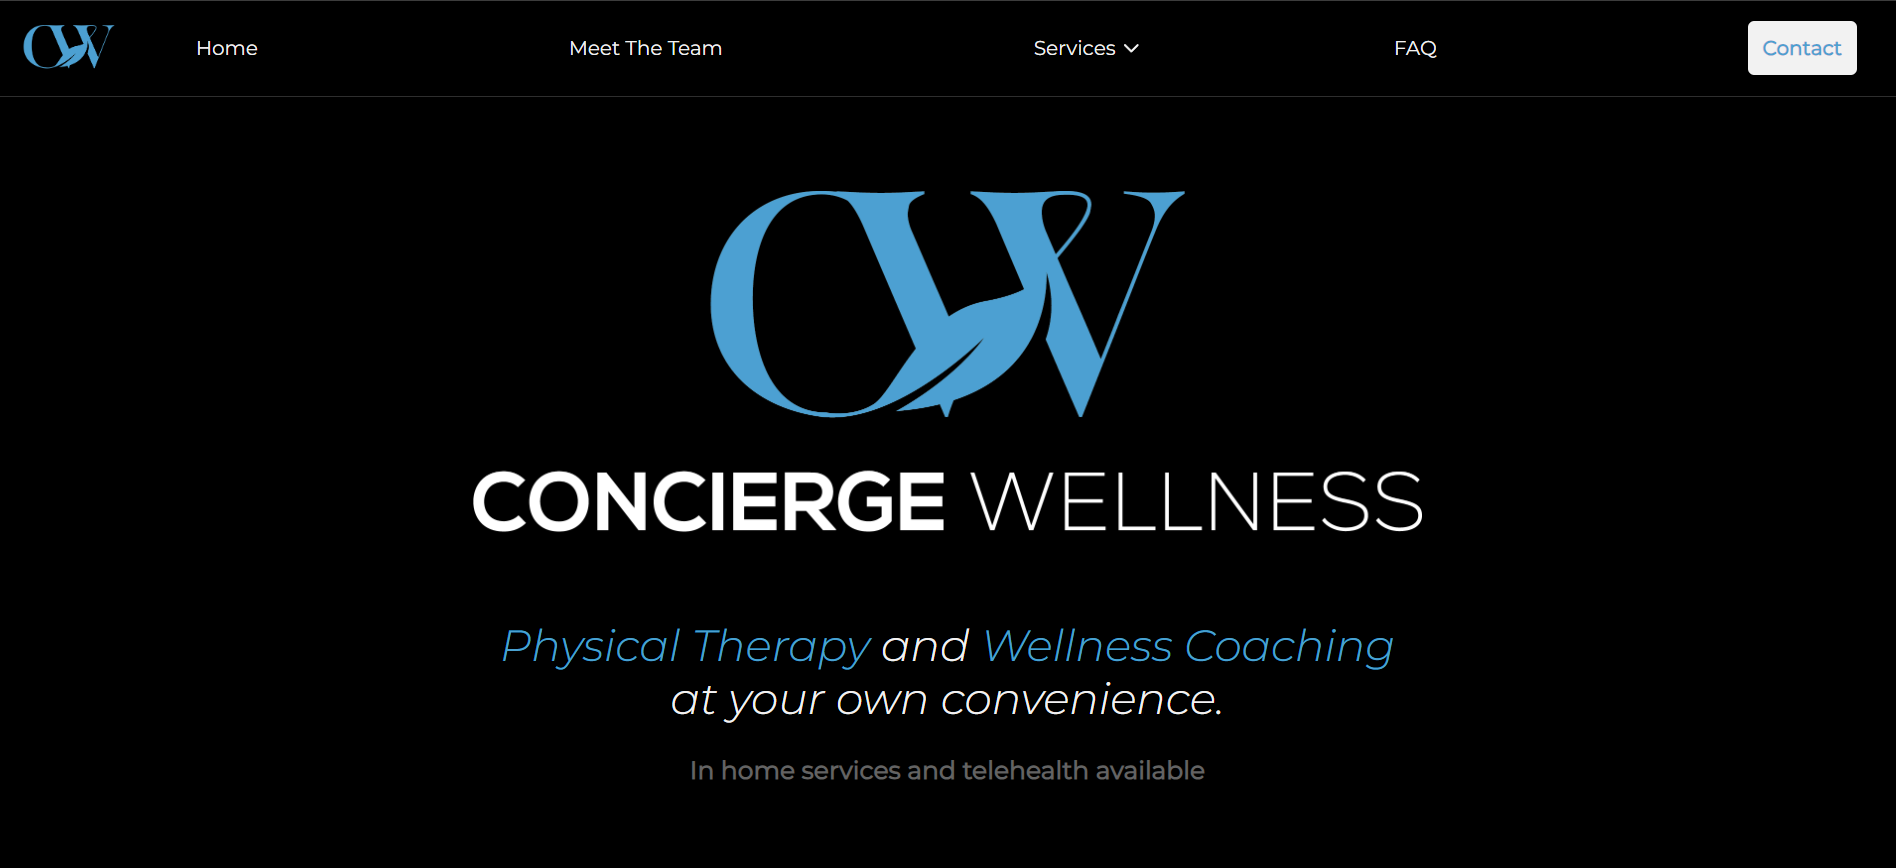 CW
Home
Meet The Team
Services
FAQ
Contact
CW
CONCIERGE WELLNESS
Physical Therapy and Wellness Coaching
at your own convenience.
In home services and telehealth available